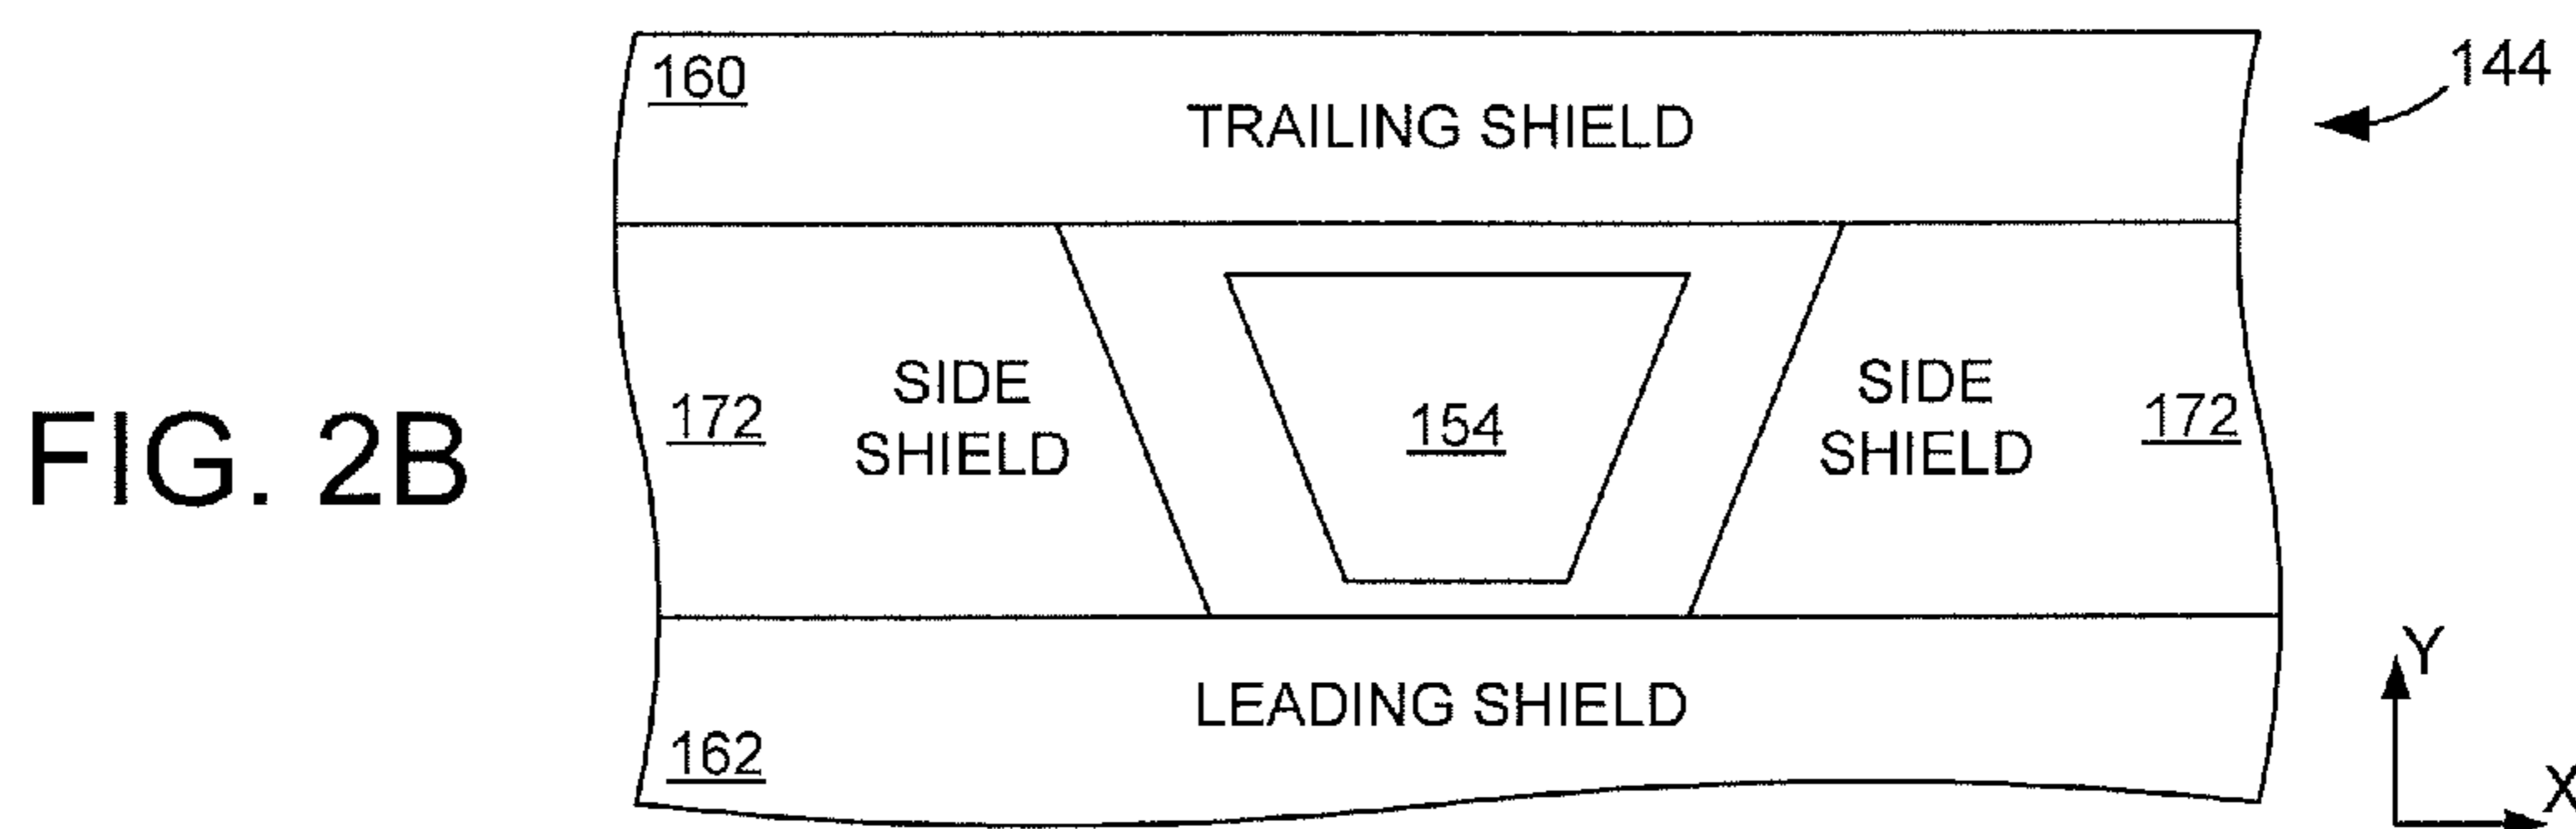 160
TRAILING SHIELD
144
FIG. 2B
172
SIDE
SHIELD
154
SIDE
SHIELD
172
LEADING SHIELD
162
Y
X